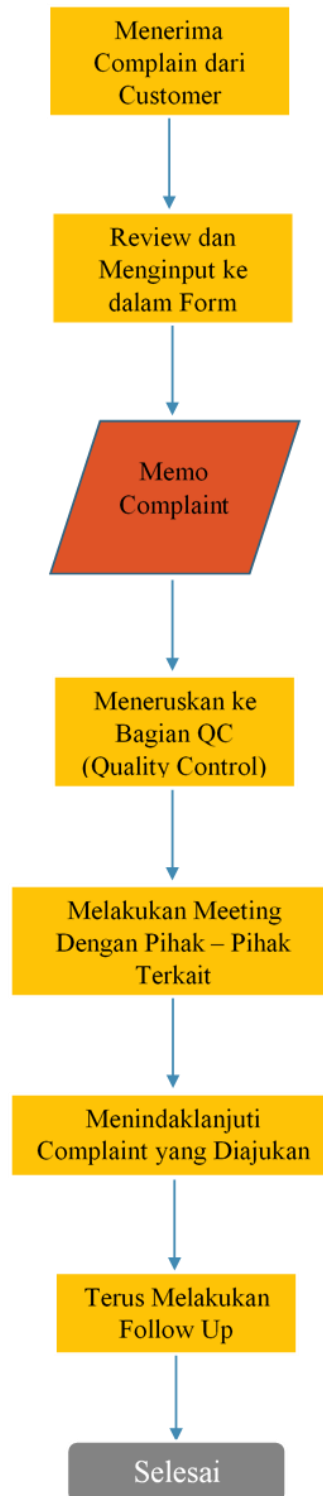 Menerima
Complain dari
Customer
Review dan
Menginput ke
dalam Form
Memo
Complaint
Meneruskan ke
Bagian QC
(Quality Control)
Melakukan Meeting
Dengan Pihak – Pihak
Terkait
Menindaklanjuti
Complaint yang Diajukan
Terus Melakukan
Follow Up
Selesai